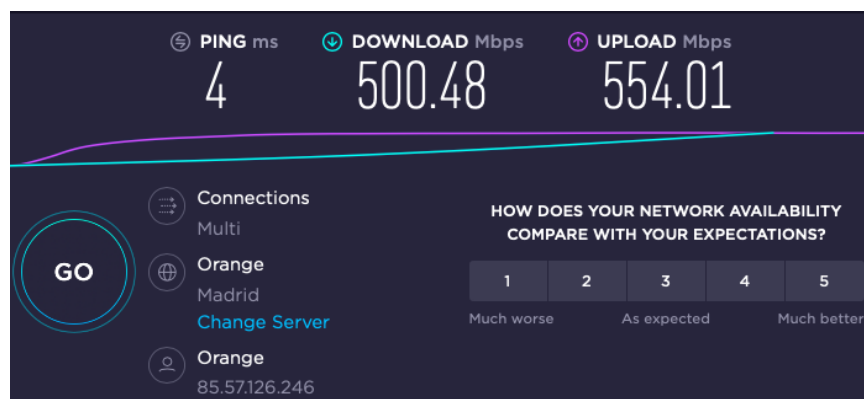 PING ms
4
DOWNLOAD Mbps
500.48
UPLOAD Mbps
554.01
GO
Connections
Multi
Orange
Madrid
Change Server
Orange
85.57.126.246
HOW DOES YOUR NETWORK AVAILABILITY
COMPARE WITH YOUR EXPECTATIONS?
1 2 3 4 5
Much worse As expected Much better